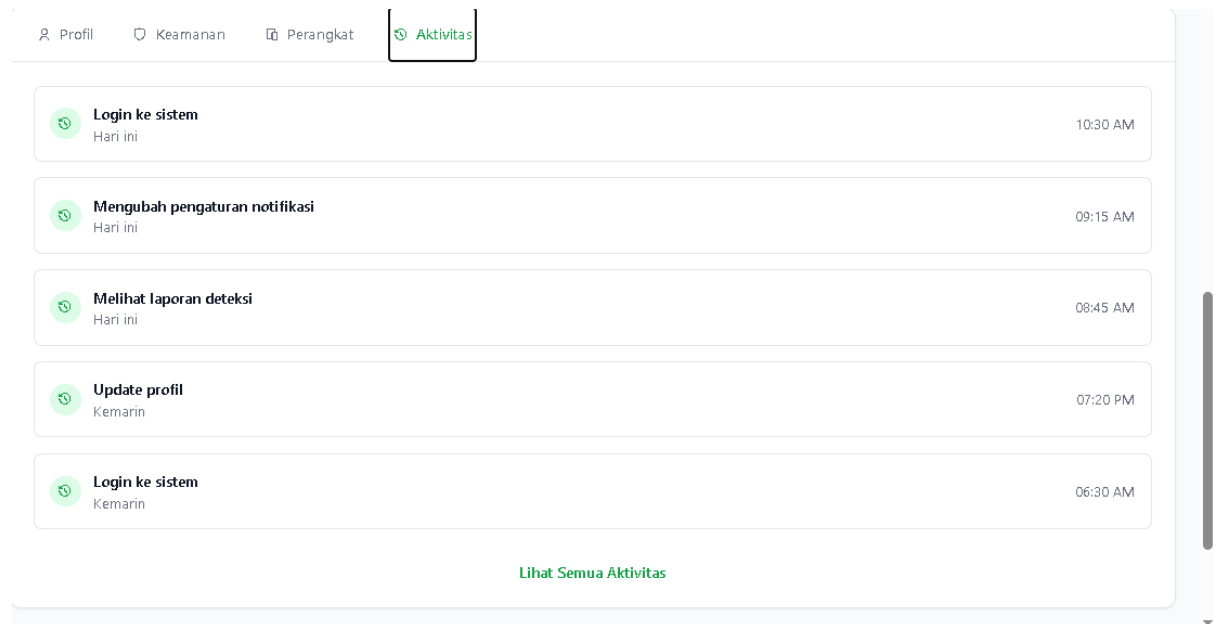 Profil Keamanan Perangkat Aktivitas
Login ke sistem
Hari ini
10:30 AM
Mengubah pengaturan notifikasi
Hari ini
09:15 AM
Melihat laporan deteksi
Hari ini
08:45 AM
Update profil
Kemarin
07:20 PM
Login ke sistem
Kemarin
06:30 AM
Lihat Semua Aktivitas